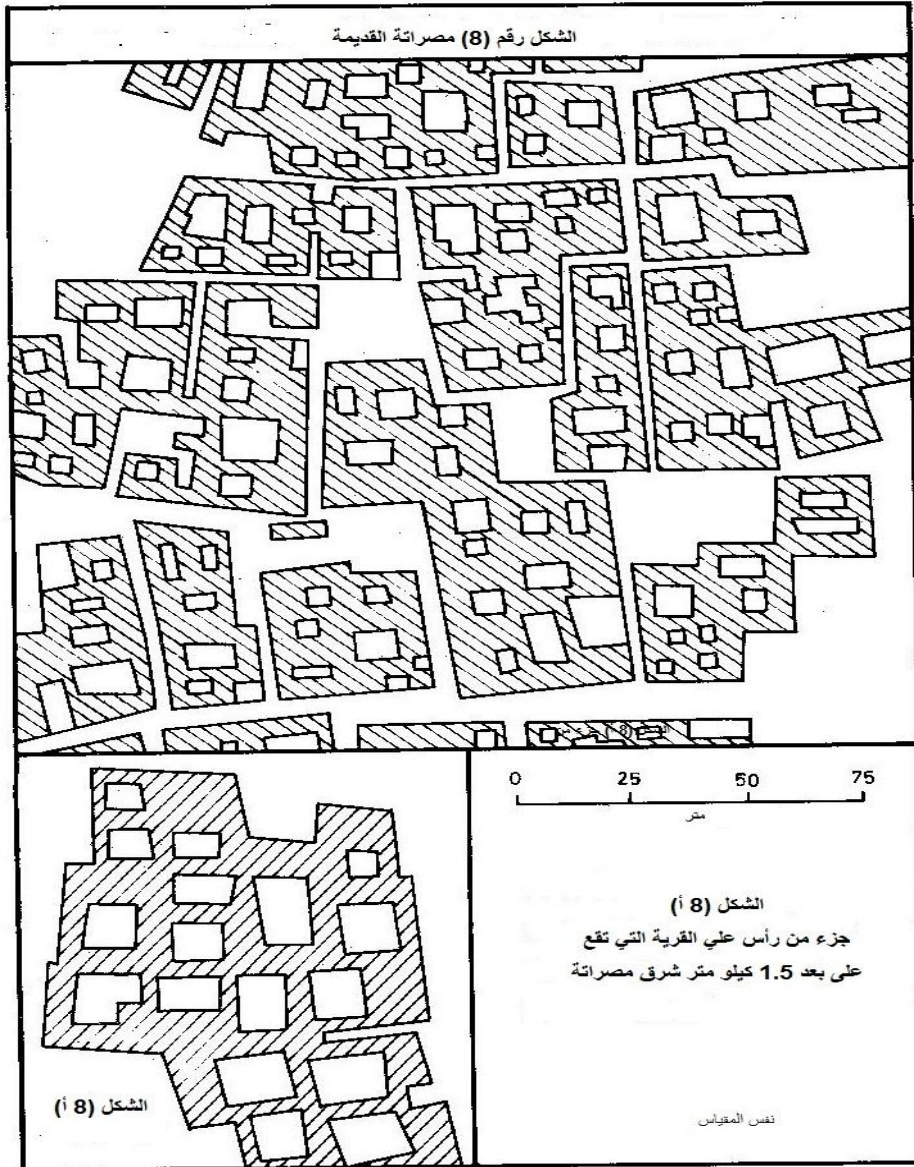 الشكل رقم (8) مصراتة القديمة
0 25 50 75
متر
الشكل (8 أ)
جزء من رأس علي القرية التي تقع
على بعد 1.5 كيلو متر شرق مصراتة
الشكل (8 أ)
نفس المقياس